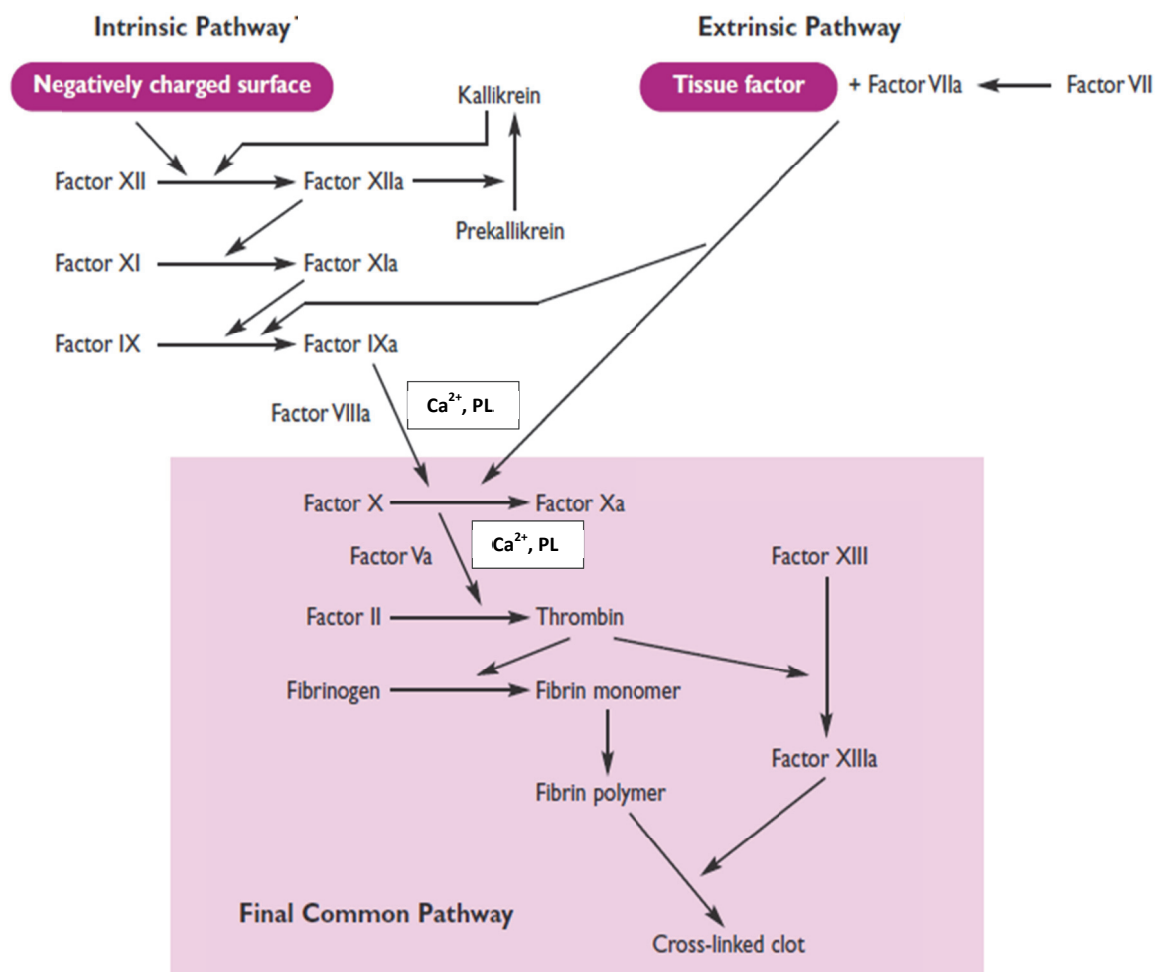 Intrinsic Pathway
Extrinsic Pathway
Negatively charged surface
Tissue factor
+ Factor VIIa
Factor VII
Kallikrein
Factor XII
Factor XIIa
Prekallikrein
Factor XI
Factor XIa
Factor IX
Factor IXa
Factor VIIIa
Ca²⁺, PL
Factor X
Factor Xa
Factor Va
Ca²⁺, PL
Factor XIII
Factor II
Thrombin
Fibrinogen
Fibrin monomer
Factor XIIIa
Fibrin polymer
Final Common Pathway
Cross-linked clot